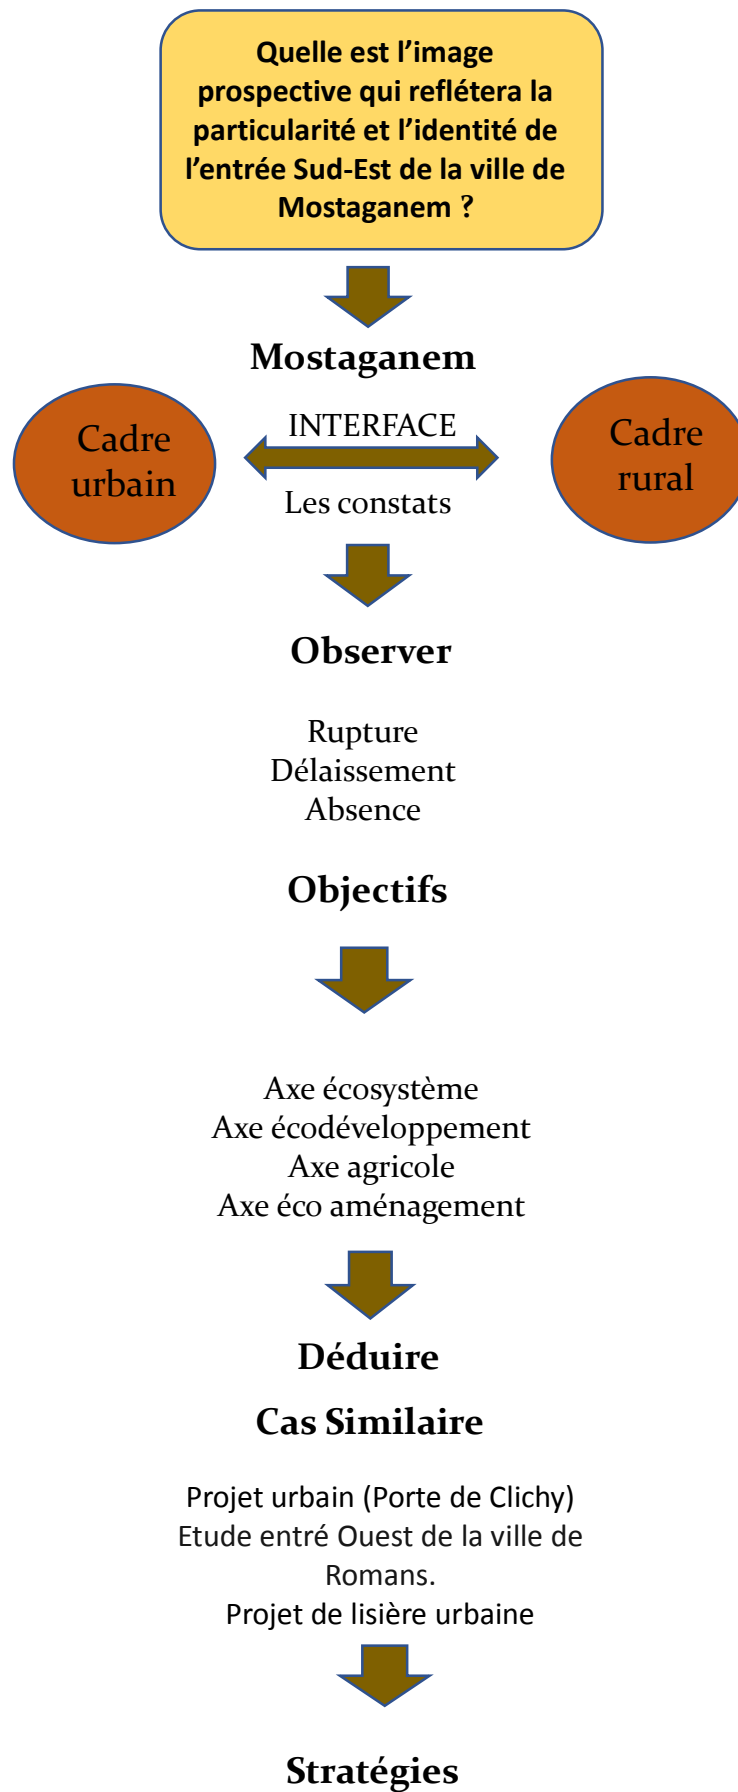 Quelle est l’image
prospective qui reflétera la
particularité et l’identité de
l’entrée Sud-Est de la ville de
Mostaganem ?
Mostaganem
Cadre
urbain
INTERFACE
Les constats
Cadre
rural
Observer
Rupture
Délaissement
Absence
Objectifs
Axe écosystème
Axe écodéveloppement
Axe agricole
Axe éco aménagement
Déduire
Cas Similaire
Projet urbain (Porte de Clichy)
Etude entré Ouest de la ville de
Romans.
Projet de lisière urbaine
Stratégies